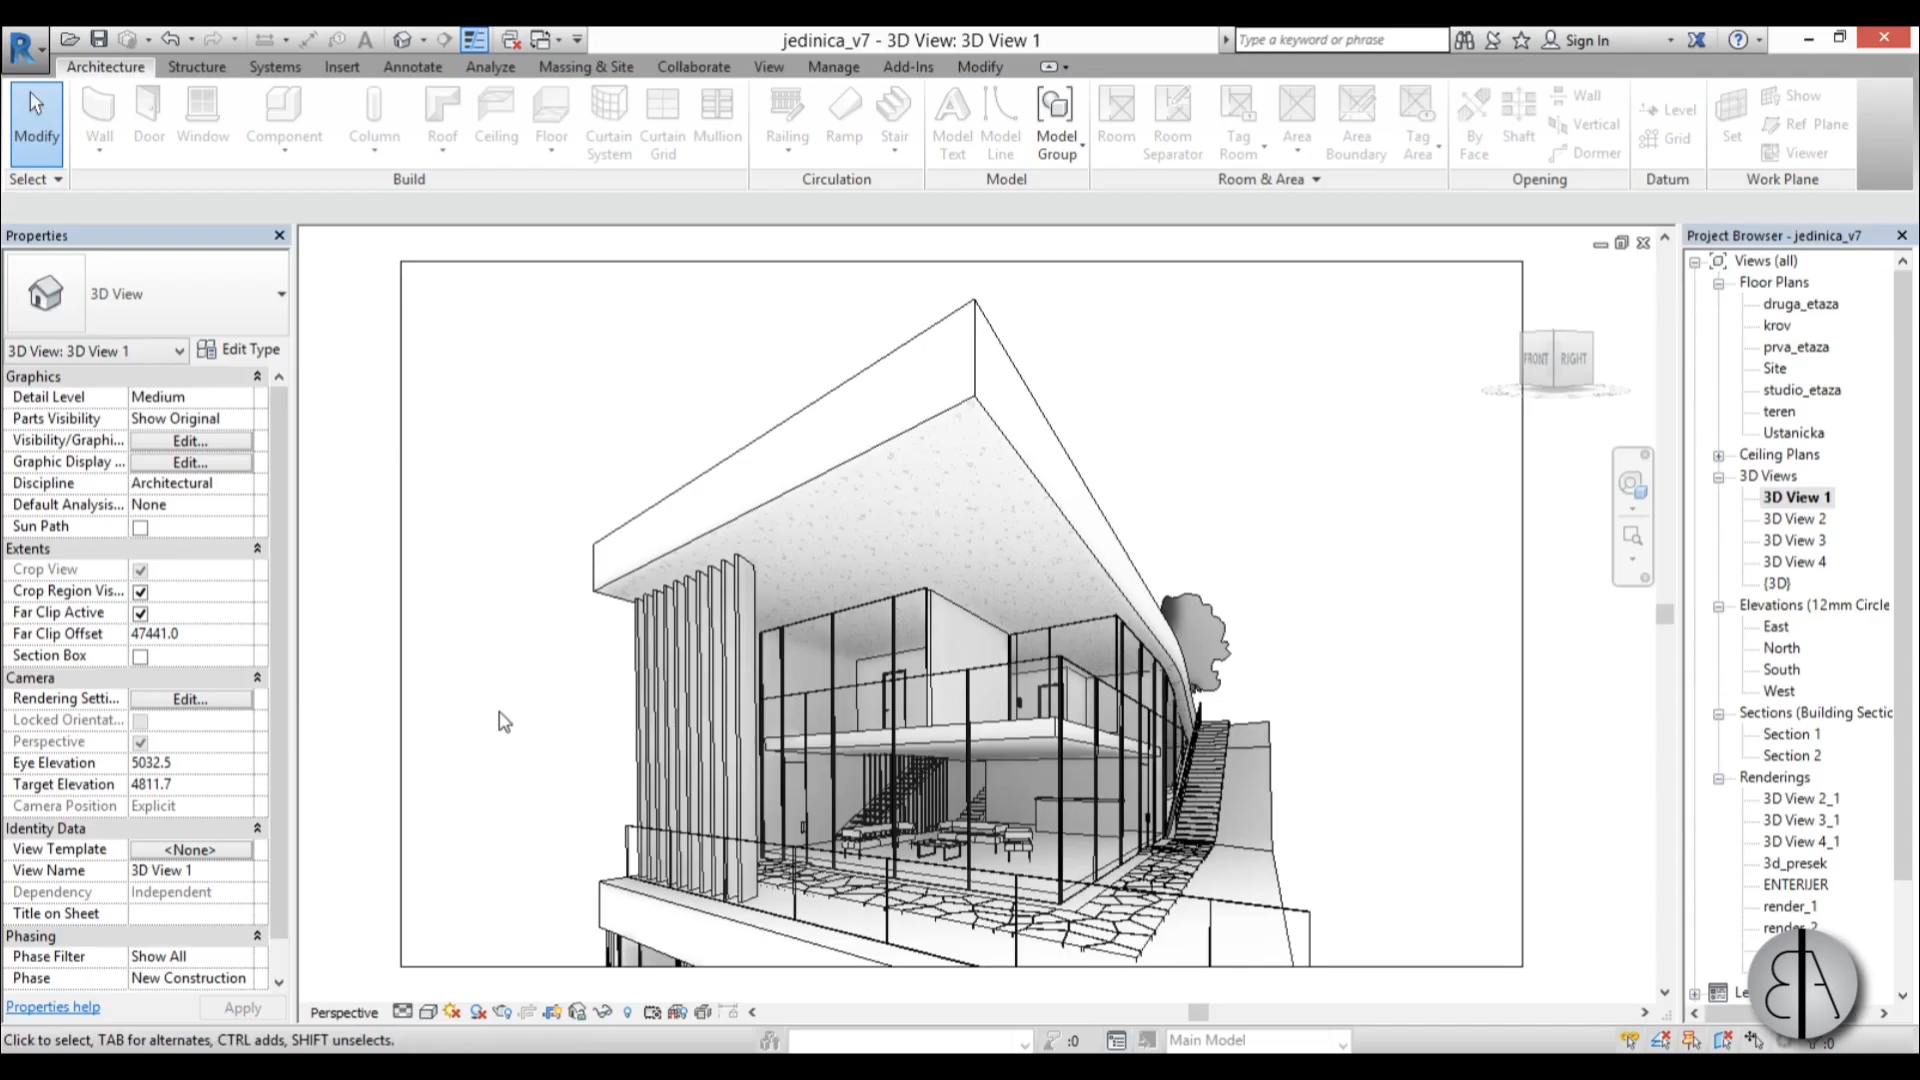 jedinica_v7 - 3D View: 3D View 1
Type a keyword or phrase
Sign In
Architecture Structure Systems Insert Annotate Analyze Massing & Site Collaborate View Manage Add-Ins Modify
Modify
Wall
Door
Window
Component
Column
Roof
Ceiling
Floor
Curtain System
Curtain Grid
Mullion
Railing
Ramp
Stair
Model Text
Model Line
Model Group
Room
Room Separator
Tag Room
Area
Area Boundary
Tag Area
By Face
Shaft
Wall
Vertical
Dormer
Level
Grid
Set
Show
Ref Plane
Viewer
Select
Build
Circulation
Model
Room & Area
Opening
Datum
Work Plane
Properties
3D View
3D View: 3D View 1
Edit Type
Graphics
Detail Level Medium
Parts Visibility Show Original
Visibility/Graphi... Edit...
Graphic Display ... Edit...
Discipline Architectural
Default Analysis... None
Sun Path
Extents
Crop View
Crop Region Vis...
Far Clip Active
Far Clip Offset 47441.0
Section Box
Camera
Rendering Setti... Edit...
Locked Orientat...
Perspective
Eye Elevation 5032.5
Target Elevation 4811.7
Camera Position Explicit
Identity Data
View Template <None>
View Name 3D View 1
Dependency Independent
Title on Sheet
Phasing
Phase Filter Show All
Phase New Construction
Properties help
Apply
FRONT RIGHT
Perspective
Project Browser - jedinica_v7
Views (all)
Floor Plans
druga_etaza
krov
prva_etaza
Site
studio_etaza
teren
Ustanicka
Ceiling Plans
3D Views
3D View 1
3D View 2
3D View 3
3D View 4
{3D}
Elevations (12mm Circle
East
North
South
West
Sections (Building Sectic
Section 1
Section 2
Renderings
3D View 2_1
3D View 3_1
3D View 4_1
3d_presek
ENTERIJER
render_1
render_2
Le
Click to select, TAB for alternates, CTRL adds, SHIFT unselects.
:0
Main Model
:0